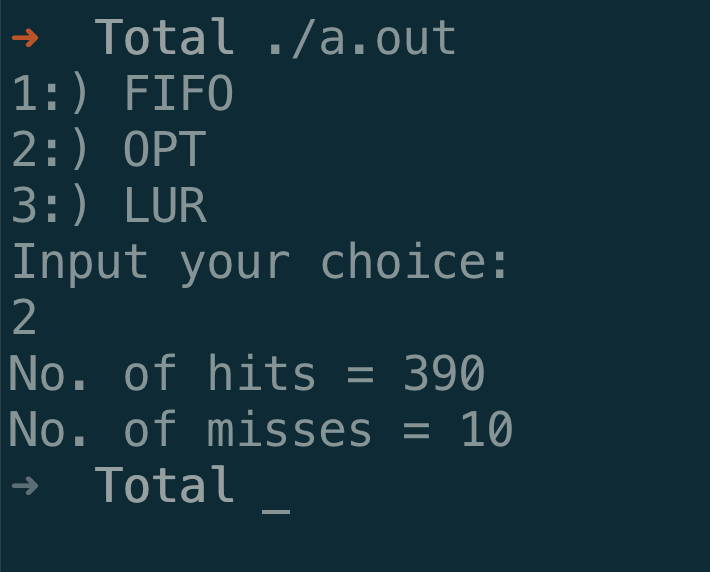 ➜  Total ./a.out
1:) FIFO
2:) OPT
3:) LUR
Input your choice:
2
No. of hits = 390
No. of misses = 10
➜  Total _